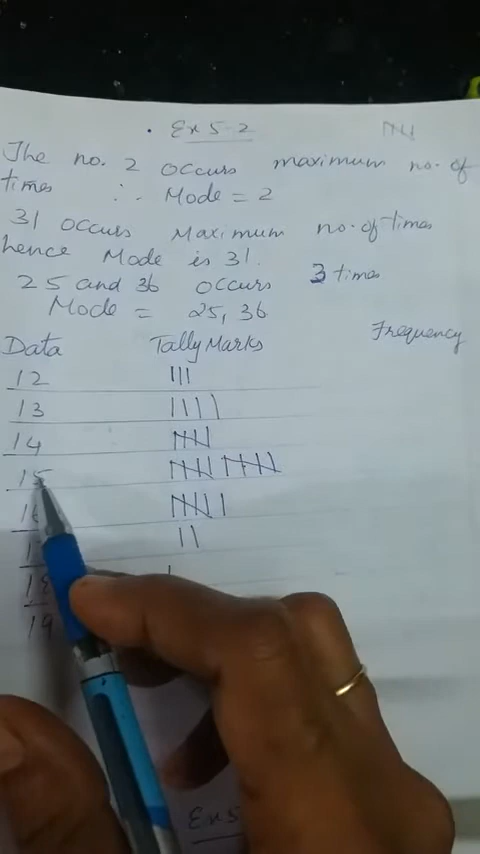 Ex 5-2
The no. 2 occurs maximum no. of
times ∴ Mode = 2
31 occurs Maximum no. of times
hence Mode is 31.
25 and 36 occurs 3 times
Mode = 25, 36
Data Tally Marks Frequency
12 |||
13 ||||
14
15
16
||
18
19
Ex5